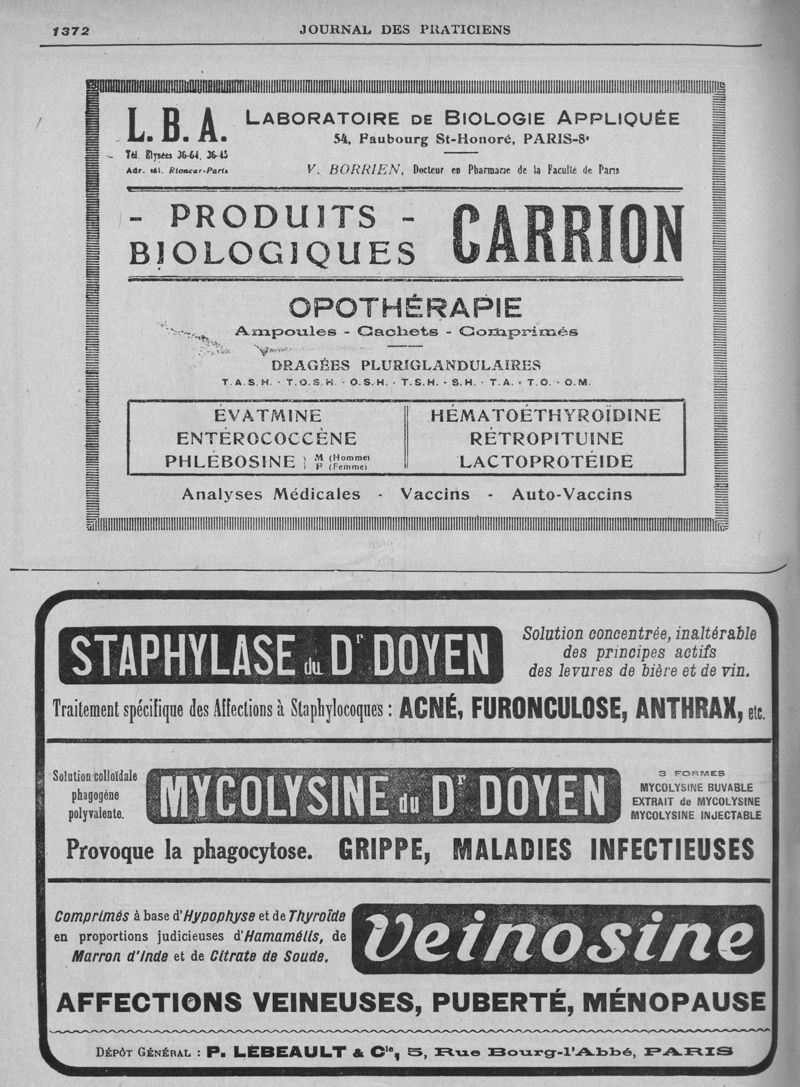 1372
JOURNAL DES PRATICIENS
L. B. A.
LABORATOIRE DE BIOLOGIE APPLIQUÉE
54, Faubourg St-Honoré, PARIS-8e
Tél. Elysées 36-64, 36-45
Adr. tél. Rioncar-Paris
V. BORRIEN, Docteur en Pharmacie de la Faculté de Paris
- PRODUITS -
BIOLOGIQUES
CARRION
OPOTHÉRAPIE
Ampoules - Cachets - Comprimés
DRAGÉES PLURIGLANDULAIRES
T.A.S.H. - T.O.S.H. - O.S.H. - T.S.H. - S.H. - T.A. - T.O. - O.M.
ÉVATMINE
ENTÉROCOCCÈNE
PHLÉBOSINE } M (Homme)
F (Femme)
HÉMATOÉTHYROÏDINE
RÉTROPITUINE
LACTOPROTÉIDE
Analyses Médicales - Vaccins - Auto-Vaccins
STAPHYLASE du Dr DOYEN
Solution concentrée, inaltérable
des principes actifs
des levures de bière et de vin.
Traitement spécifique des Affections à Staphylocoques : ACNÉ, FURONCULOSE, ANTHRAX, etc.
Solution colloïdale
phagogène
polyvalente.
MYCOLYSINE du Dr DOYEN
3 FORMES
MYCOLYSINE BUVABLE
EXTRAIT de MYCOLYSINE
MYCOLYSINE INJECTABLE
Provoque la phagocytose. GRIPPE, MALADIES INFECTIEUSES
Comprimés à base d'Hypophyse et de Thyroïde
en proportions judicieuses d'Hamamélis, de
Marron d'Inde et de Citrate de Soude.
Veinosine
AFFECTIONS VEINEUSES, PUBERTÉ, MÉNOPAUSE
DÉPÔT GÉNÉRAL : P. LEBEAULT & Cie, 5, Rue Bourg-l'Abbé, PARIS